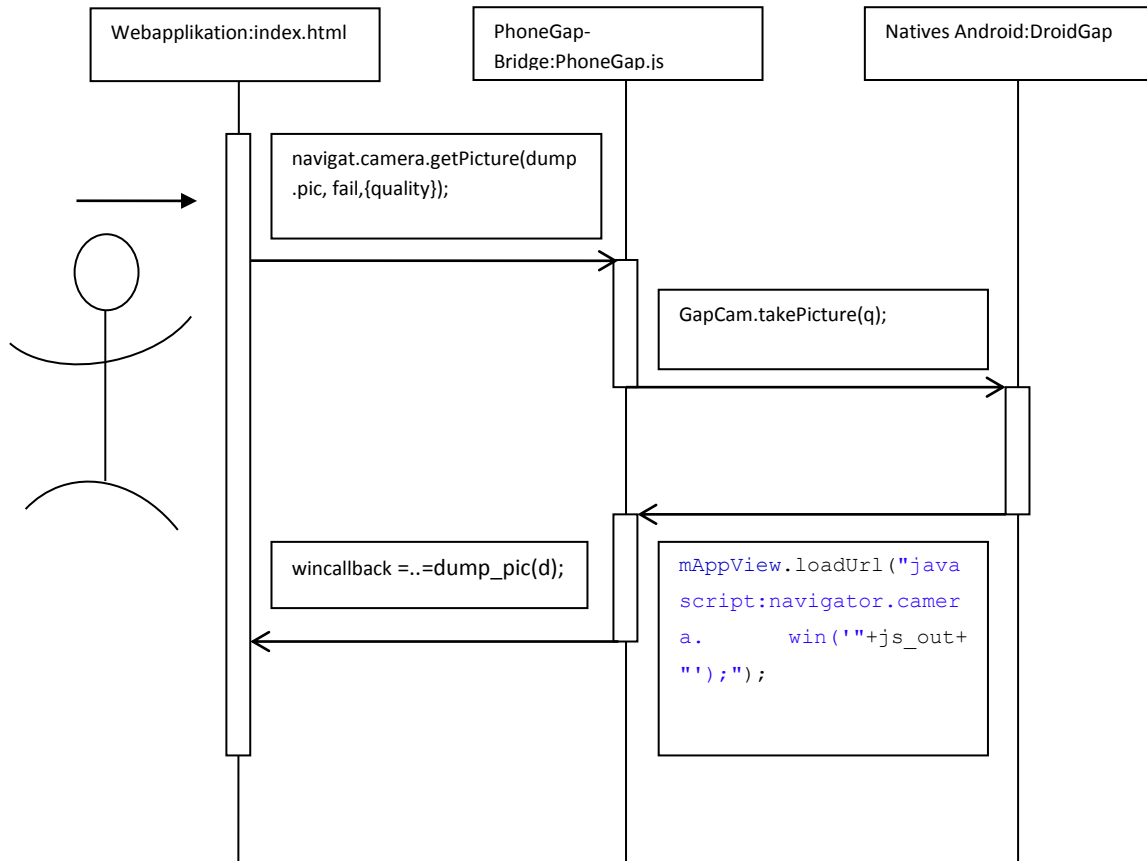 Webapplikation:index.html
PhoneGap-
Bridge:PhoneGap.js
Natives Android:DroidGap
navigat.camera.getPicture(dump
.pic, fail,{quality});
GapCam.takePicture(q);
wincallback =..=dump_pic(d);
mAppView.loadUrl("java
script:navigator.camer
a. win('"+js_out+
"');");